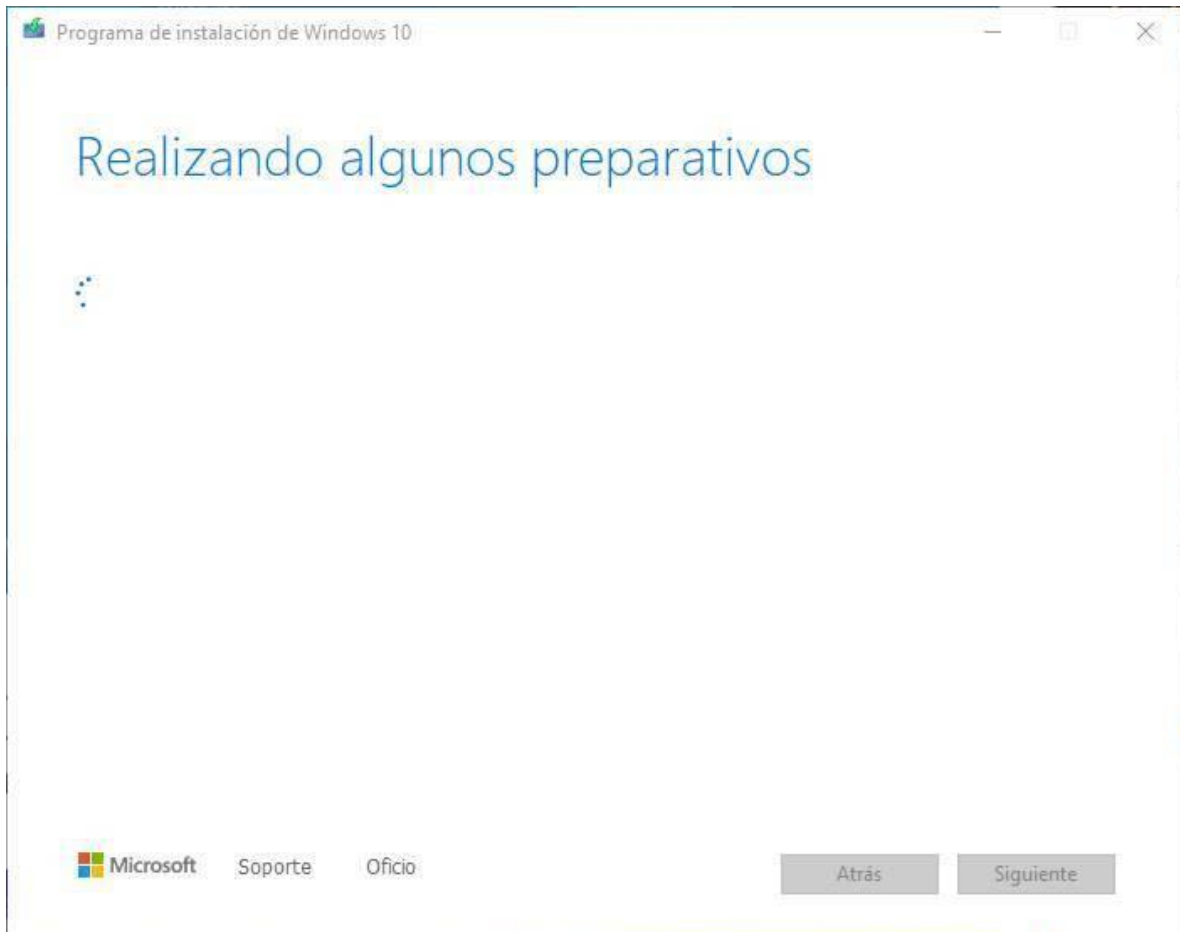 Programa de instalación de Windows 10
Realizando algunos preparativos
Microsoft Soporte Oficio Atrás Siguiente